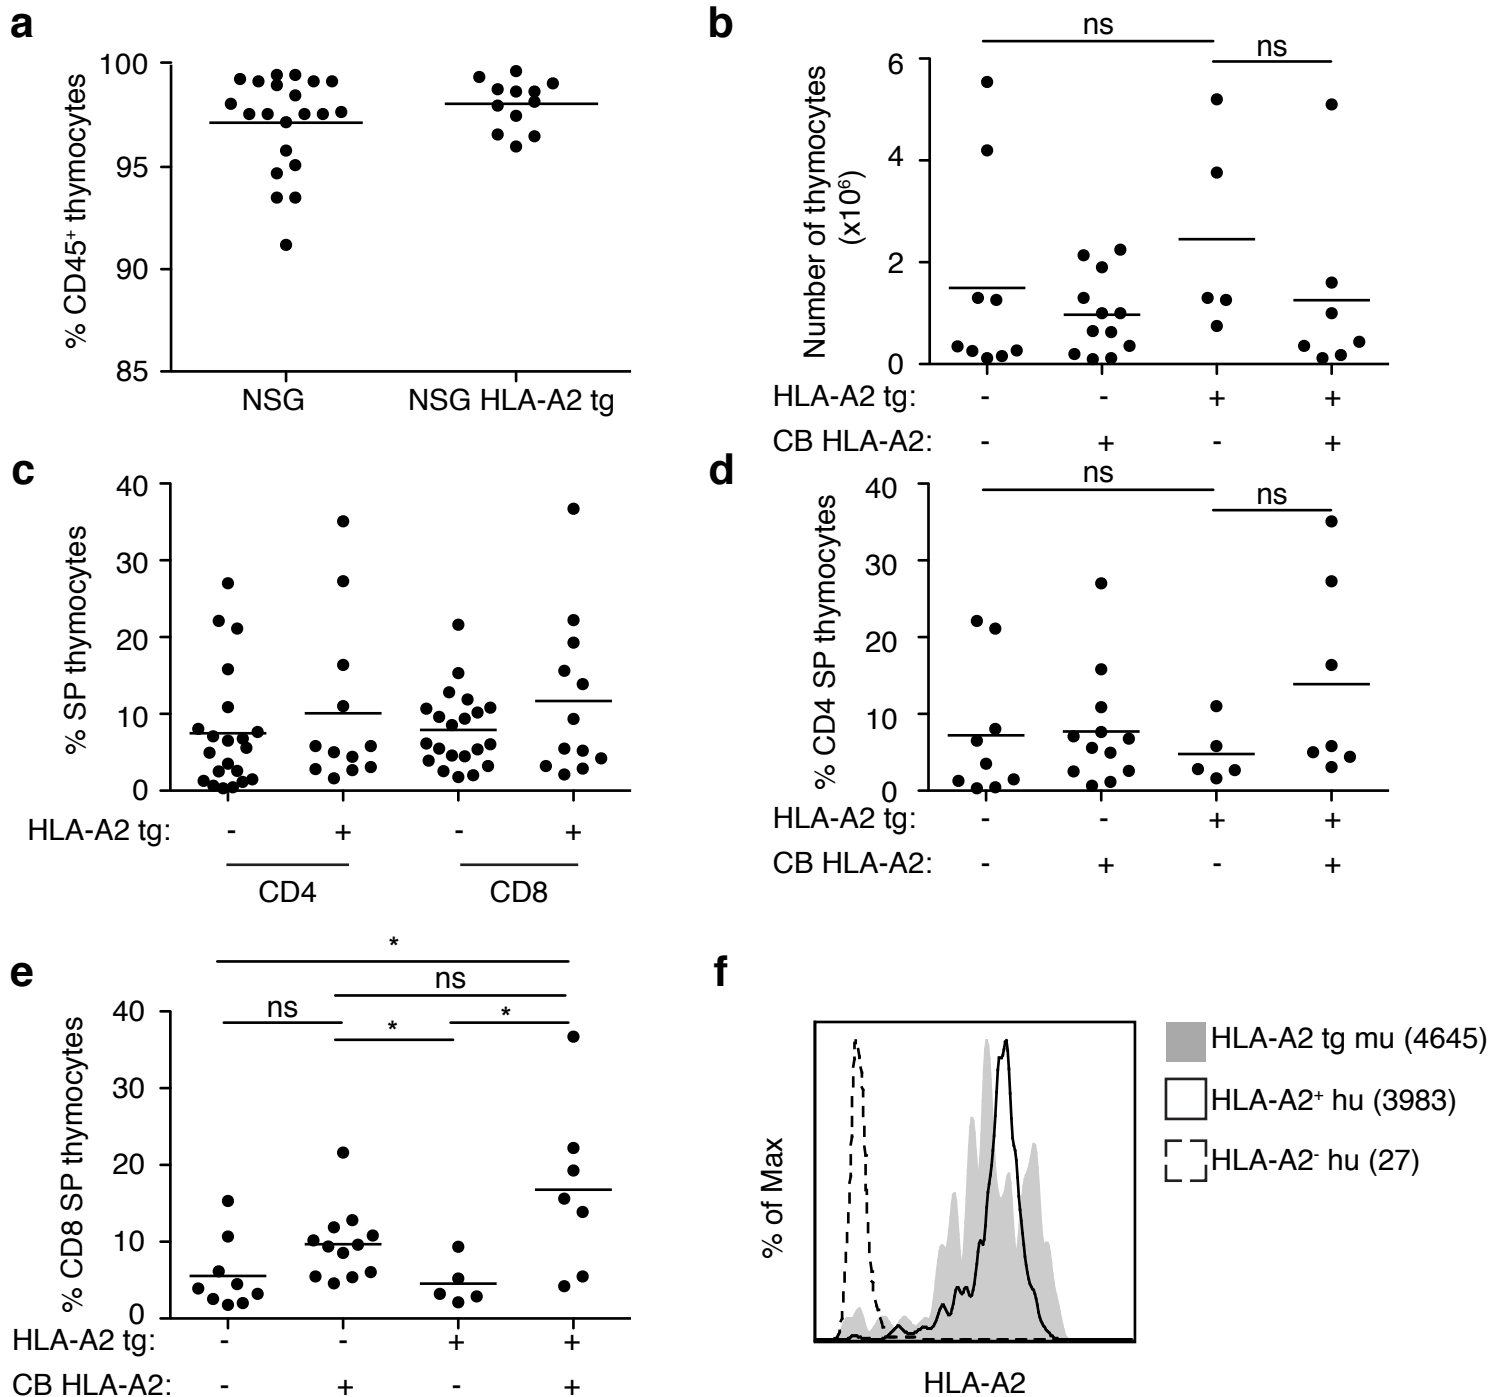 a
% CD45⁺ thymocytes
100
95
90
85
NSG
NSG HLA-A2 tg
b
ns
ns
Number of thymocytes
(x10⁶)
6
4
2
0
HLA-A2 tg: - - + +
CB HLA-A2: - + - +
c
% SP thymocytes
40
30
20
10
0
HLA-A2 tg: - + - +
CD4
CD8
d
ns
ns
% CD4 SP thymocytes
40
30
20
10
0
HLA-A2 tg: - - + +
CB HLA-A2: - + - +
e
*
ns
ns
*
*
% CD8 SP thymocytes
40
30
20
10
0
HLA-A2 tg: - - + +
CB HLA-A2: - + - +
f
% of Max
HLA-A2
HLA-A2 tg mu (4645)
HLA-A2⁺ hu (3983)
HLA-A2⁻ hu (27)